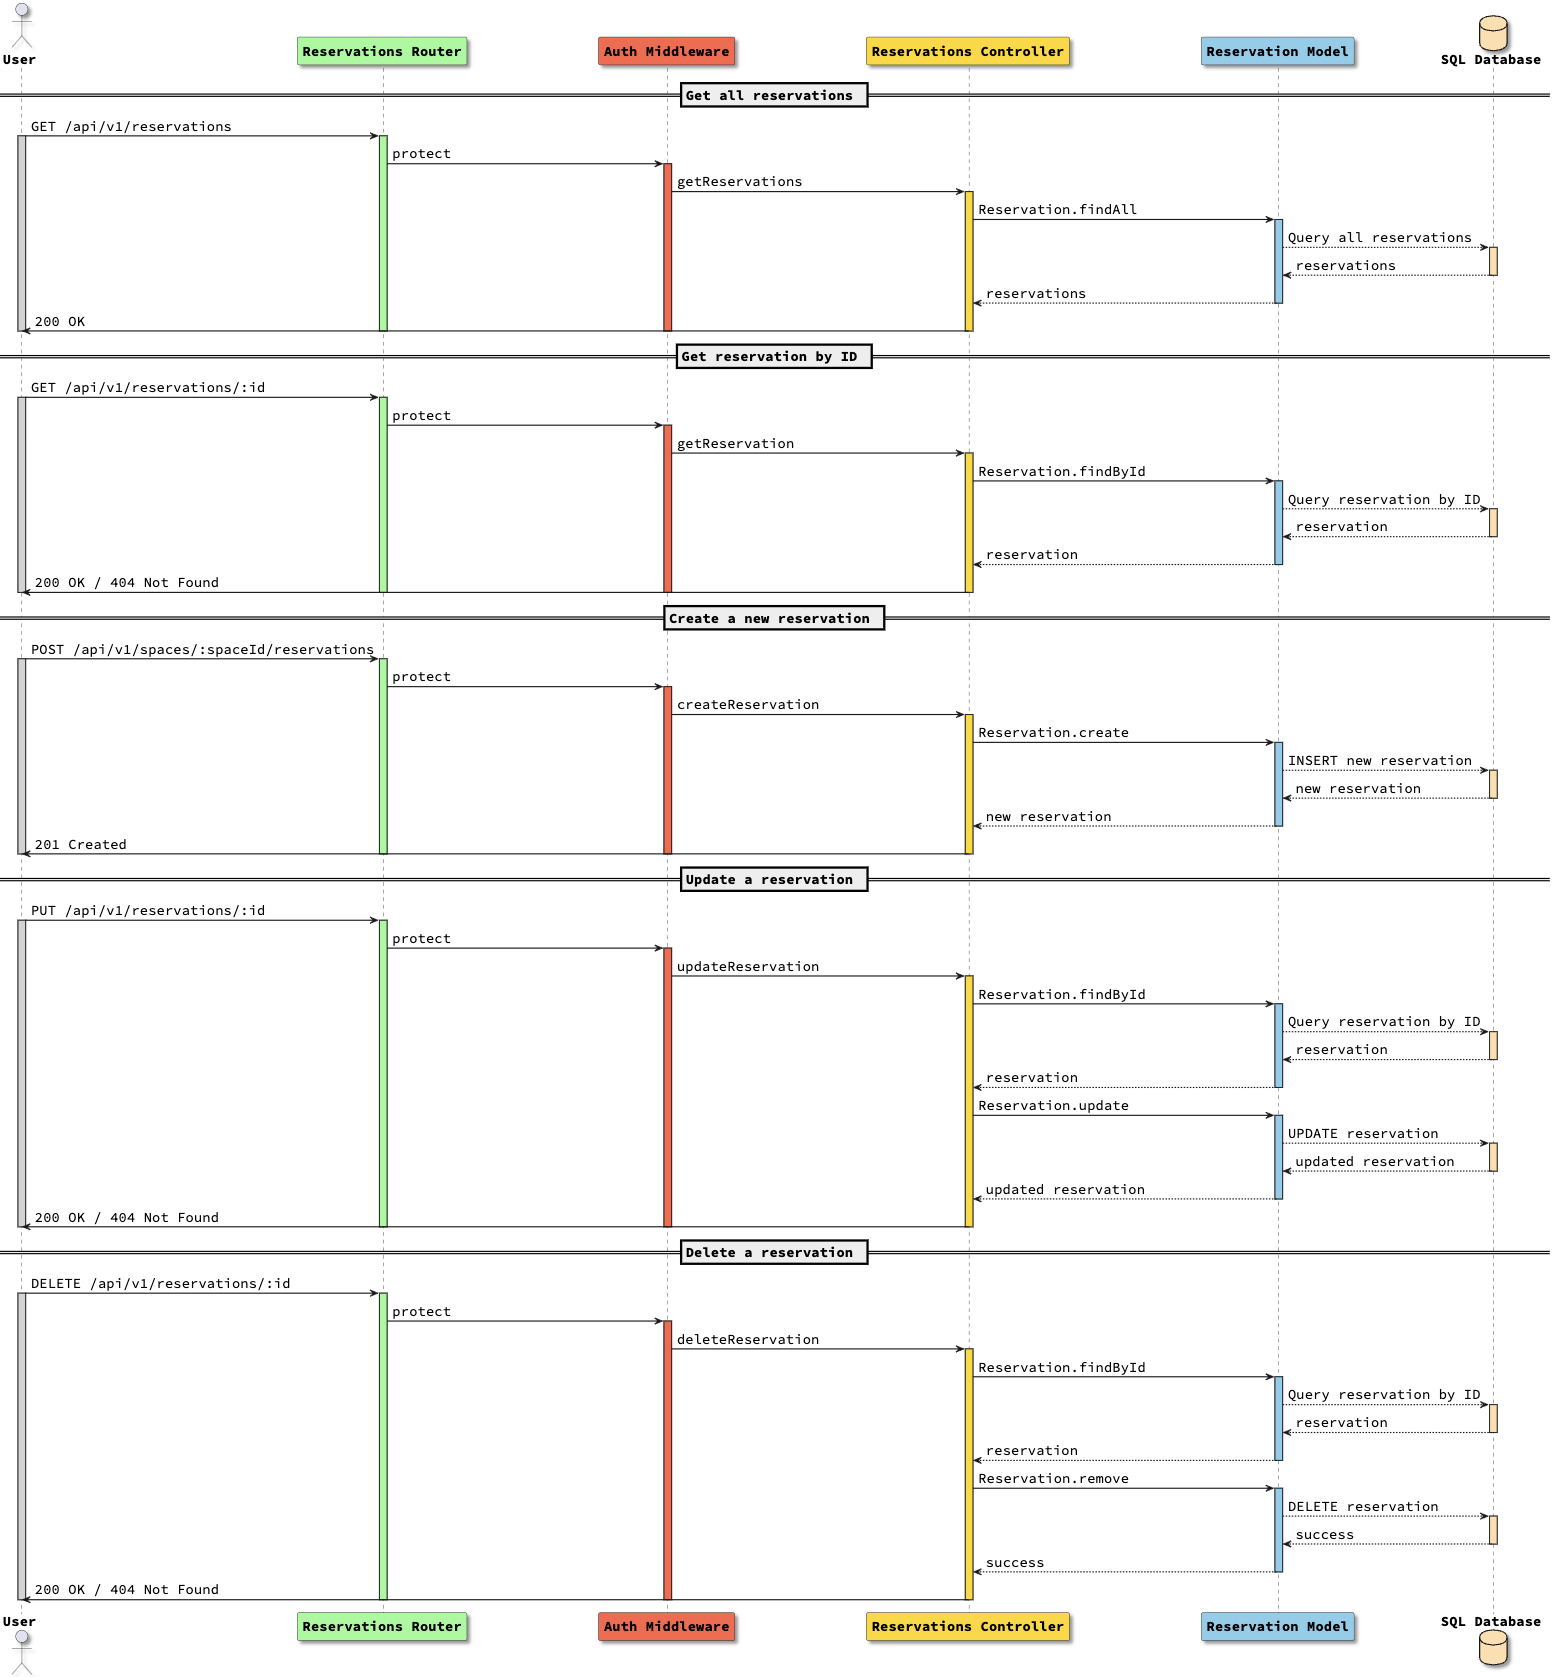 User
Reservations Router
Auth Middleware
Reservations Controller
Reservation Model
SQL Database
Get all reservations
GET /api/v1/reservations
protect
getReservations
Reservation.findAll
Query all reservations
reservations
reservations
200 OK
Get reservation by ID
GET /api/v1/reservations/:id
protect
getReservation
Reservation.findById
Query reservation by ID
reservation
reservation
200 OK / 404 Not Found
Create a new reservation
POST /api/v1/spaces/:spaceId/reservations
protect
createReservation
Reservation.create
INSERT new reservation
new reservation
new reservation
201 Created
Update a reservation
PUT /api/v1/reservations/:id
protect
updateReservation
Reservation.findById
Query reservation by ID
reservation
reservation
Reservation.update
UPDATE reservation
updated reservation
updated reservation
200 OK / 404 Not Found
Delete a reservation
DELETE /api/v1/reservations/:id
protect
deleteReservation
Reservation.findById
Query reservation by ID
reservation
reservation
Reservation.remove
DELETE reservation
success
success
200 OK / 404 Not Found
User
Reservations Router
Auth Middleware
Reservations Controller
Reservation Model
SQL Database